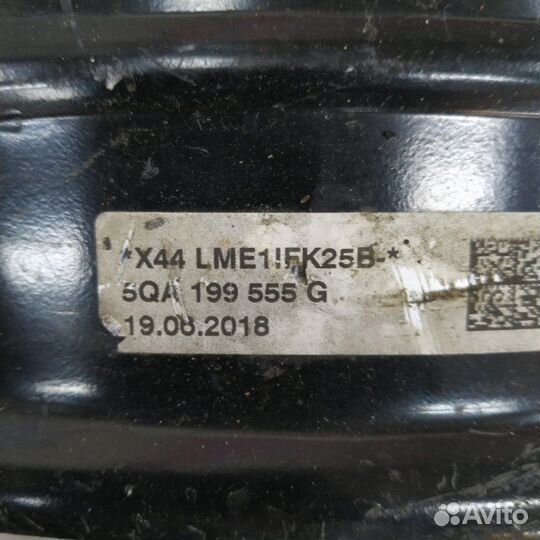 *X44 LME1!FK25B-*
5QA 199 555 G
19.06.2018
Avito